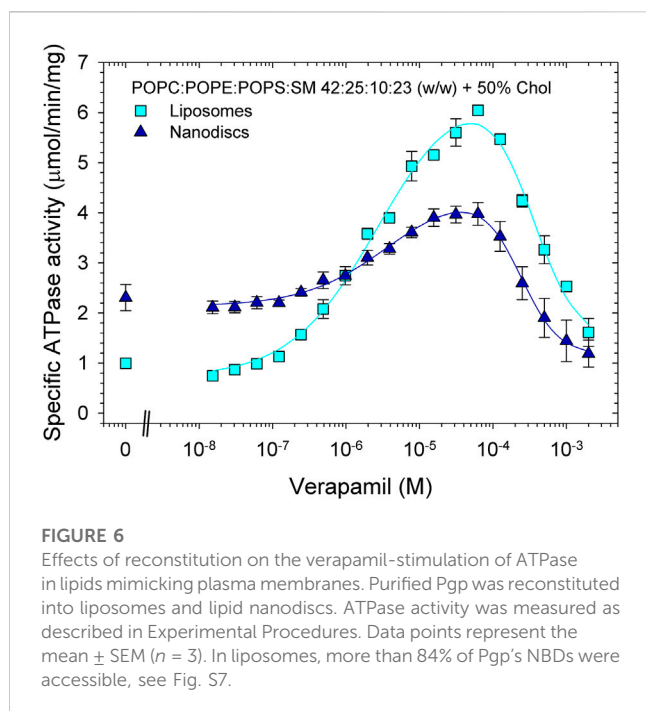 7
6
5
4
3
2
1
0
Specific ATPase activity (µmol/min/mg)
POPC:POPE:POPS:SM 42:25:10:23 (w/w) + 50% Chol
Liposomes
Nanodiscs
0 10⁻⁸ 10⁻⁷ 10⁻⁶ 10⁻⁵ 10⁻⁴ 10⁻³
Verapamil (M)
FIGURE 6
Effects of reconstitution on the verapamil-stimulation of ATPase
in lipids mimicking plasma membranes. Purified Pgp was reconstituted
into liposomes and lipid nanodiscs. ATPase activity was measured as
described in Experimental Procedures. Data points represent the
mean ± SEM (n = 3). In liposomes, more than 84% of Pgp’s NBDs were
accessible, see Fig. S7.